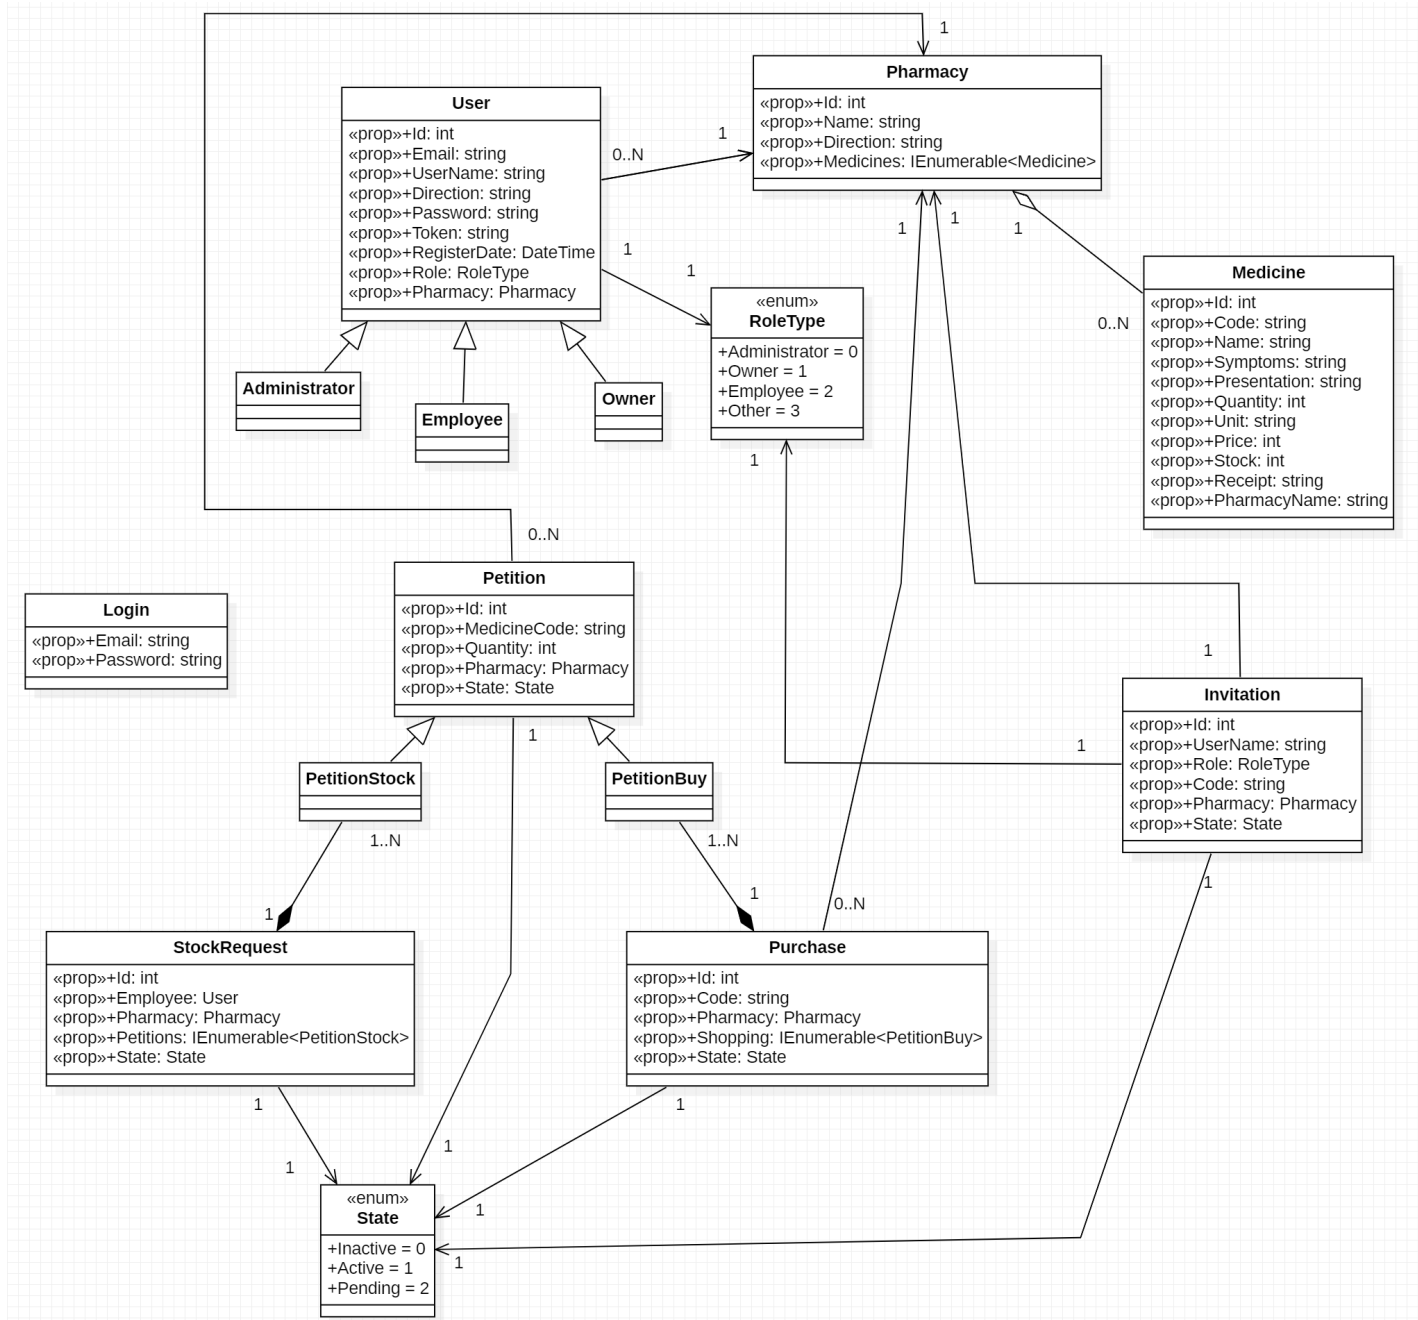 1
Pharmacy
«prop»+Id: int
«prop»+Name: string
«prop»+Direction: string
«prop»+Medicines: IEnumerable<Medicine>
User
«prop»+Id: int
«prop»+Email: string
«prop»+UserName: string
«prop»+Direction: string
«prop»+Password: string
«prop»+Token: string
«prop»+RegisterDate: DateTime
«prop»+Role: RoleType
«prop»+Pharmacy: Pharmacy
0..N
1
1
1
1
1
1
0..N
«enum»
RoleType
+Administrator = 0
+Owner = 1
+Employee = 2
+Other = 3
1
Medicine
«prop»+Id: int
«prop»+Code: string
«prop»+Name: string
«prop»+Symptoms: string
«prop»+Presentation: string
«prop»+Quantity: int
«prop»+Unit: string
«prop»+Price: int
«prop»+Stock: int
«prop»+Receipt: string
«prop»+PharmacyName: string
Administrator
Employee
Owner
0..N
Petition
«prop»+Id: int
«prop»+MedicineCode: string
«prop»+Quantity: int
«prop»+Pharmacy: Pharmacy
«prop»+State: State
Login
«prop»+Email: string
«prop»+Password: string
1
1
1
Invitation
«prop»+Id: int
«prop»+UserName: string
«prop»+Role: RoleType
«prop»+Code: string
«prop»+Pharmacy: Pharmacy
«prop»+State: State
1
PetitionStock
PetitionBuy
1..N
1..N
1
1
0..N
StockRequest
«prop»+Id: int
«prop»+Employee: User
«prop»+Pharmacy: Pharmacy
«prop»+Petitions: IEnumerable<PetitionStock>
«prop»+State: State
Purchase
«prop»+Id: int
«prop»+Code: string
«prop»+Pharmacy: Pharmacy
«prop»+Shopping: IEnumerable<PetitionBuy>
«prop»+State: State
1
1
1
1
1
1
«enum»
State
+Inactive = 0
+Active = 1
+Pending = 2